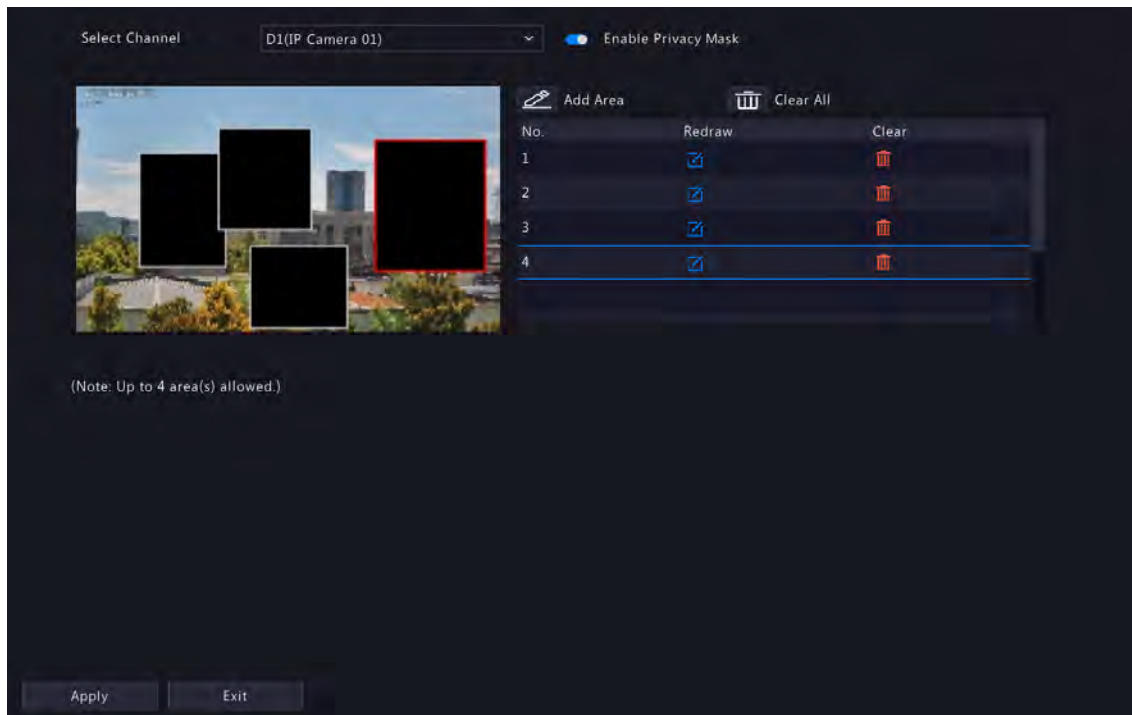 Select Channel D1(IP Camera 01) Enable Privacy Mask
Add Area Clear All
No. Redraw Clear
1
2
3
4
(Note: Up to 4 area(s) allowed.)
Apply Exit